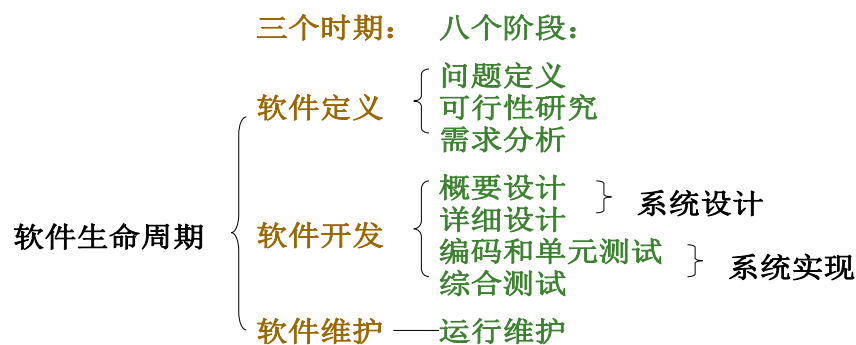 三个时期： 八个阶段：
问题定义
软件定义 可行性研究
需求分析
概要设计
系统设计
详细设计
软件生命周期 软件开发
编码和单元测试
系统实现
综合测试
软件维护 运行维护